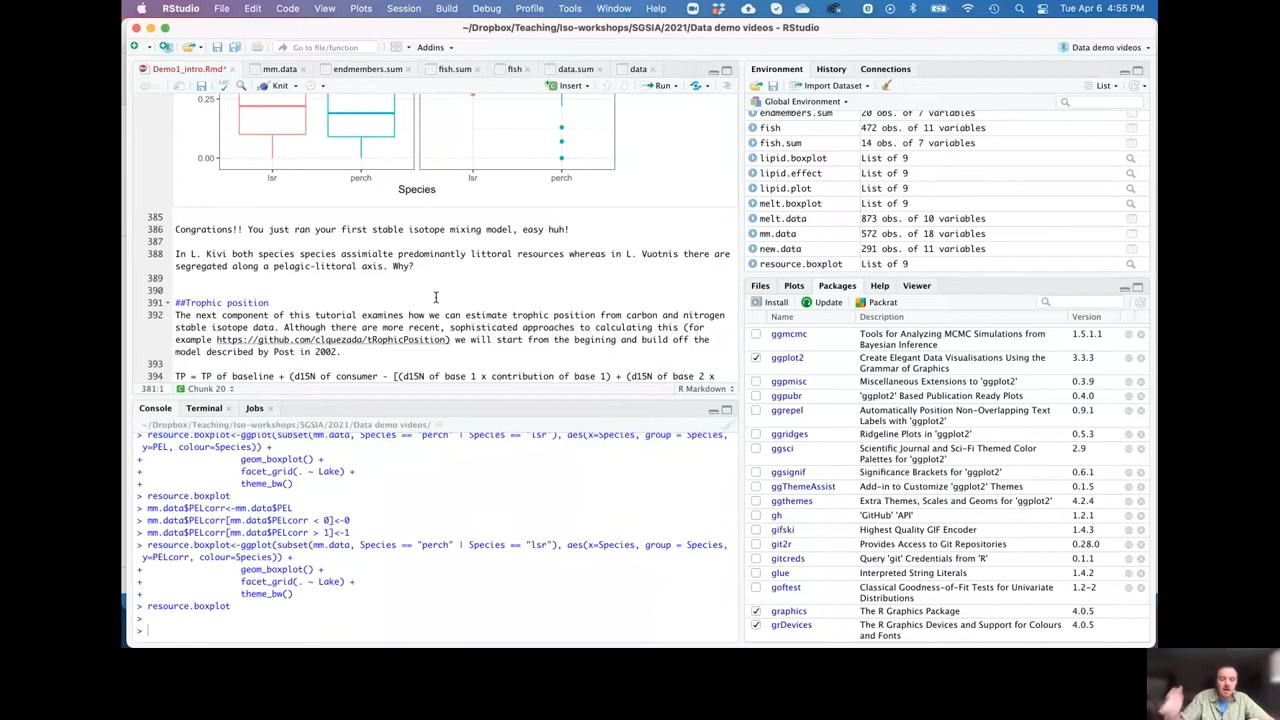 RStudio File Edit Code View Plots Session Build Debug Profile Tools Window Help
100%
Tue Apr 6 4:55 PM
~/Dropbox/Teaching/Iso-workshops/SGSIA/2021/Data demo videos - RStudio
Go to file/function
Addins
Data demo videos
Demo1_intro.Rmd*
mm.data
endmembers.sum
fish.sum
fish
data.sum
data
Knit
Insert
Run
0.25
0.00
lsr
perch
lsr
perch
Species
385
386 Congrations!! You just ran your first stable isotope mixing model, easy huh!
387
388 In L. Kivi both species species assimialte predominantly littoral resources whereas in L. Vuotnis there are
segregated along a pelagic-littoral axis. Why?
389
390
391 ##Trophic position
392 The next component of this tutorial examines how we can estimate trophic position from carbon and nitrogen
stable isotope data. Although there are more recent, sophisticated approaches to calculating this (for
example https://github.com/clquezada/tRophicPosition) we will start from the begining and build off the
model described by Post in 2002.
393
394 TP = TP of baseline + (d15N of consumer - [(d15N of base 1 x contribution of base 1) + (d15N of base 2 x
381:1
Chunk 20
R Markdown
Console
Terminal
Jobs
~/Dropbox/Teaching/Iso-workshops/SGSIA/2021/Data demo videos/
> resource.boxplot<-ggplot(subset(mm.data, Species == "perch" | Species == "lsr"), aes(x=Species, group = Species,
y=PEL, colour=Species)) +
+ geom_boxplot() +
+ facet_grid(. ~ Lake) +
+ theme_bw()
> resource.boxplot
> mm.data$PELcorr<-mm.data$PEL
> mm.data$PELcorr[mm.data$PELcorr < 0]<-0
> mm.data$PELcorr[mm.data$PELcorr > 1]<-1
> resource.boxplot<-ggplot(subset(mm.data, Species == "perch" | Species == "lsr"), aes(x=Species, group = Species,
y=PELcorr, colour=Species)) +
+ geom_boxplot() +
+ facet_grid(. ~ Lake) +
+ theme_bw()
> resource.boxplot
>
>
Environment
History
Connections
Import Dataset
List
Global Environment
endmembers.sum 20 obs. of 7 variables
fish 472 obs. of 11 variables
fish.sum 14 obs. of 7 variables
lipid.boxplot List of 9
lipid.effect List of 9
lipid.plot List of 9
melt.boxplot List of 9
melt.data 873 obs. of 10 variables
mm.data 572 obs. of 18 variables
new.data 291 obs. of 11 variables
resource.boxplot List of 9
Files
Plots
Packages
Help
Viewer
Install
Update
Packrat
Name Description Version
ggmcmc Tools for Analyzing MCMC Simulations from 1.5.1.1
Bayesian Inference
ggplot2 Create Elegant Data Visualisations Using the 3.3.3
Grammar of Graphics
ggpmisc Miscellaneous Extensions to 'ggplot2' 0.3.9
ggpubr 'ggplot2' Based Publication Ready Plots 0.4.0
ggrepel Automatically Position Non-Overlapping Text 0.9.1
Labels with 'ggplot2'
ggridges Ridgeline Plots in 'ggplot2' 0.5.3
ggsci Scientific Journal and Sci-Fi Themed Color 2.9
Palettes for 'ggplot2'
ggsignif Significance Brackets for 'ggplot2' 0.6.1
ggThemeAssist Add-in to Customize 'ggplot2' Themes 0.1.5
ggthemes Extra Themes, Scales and Geoms for 'ggplot2' 4.2.4
gh 'GitHub' 'API' 1.2.1
gifski Highest Quality GIF Encoder 1.4.3
git2r Provides Access to Git Repositories 0.28.0
gitcreds Query 'git' Credentials from 'R' 0.1.1
glue Interpreted String Literals 1.4.2
goftest Classical Goodness-of-Fit Tests for Univariate 1.2-2
Distributions
graphics The R Graphics Package 4.0.5
grDevices The R Graphics Devices and Support for Colours 4.0.5
and Fonts